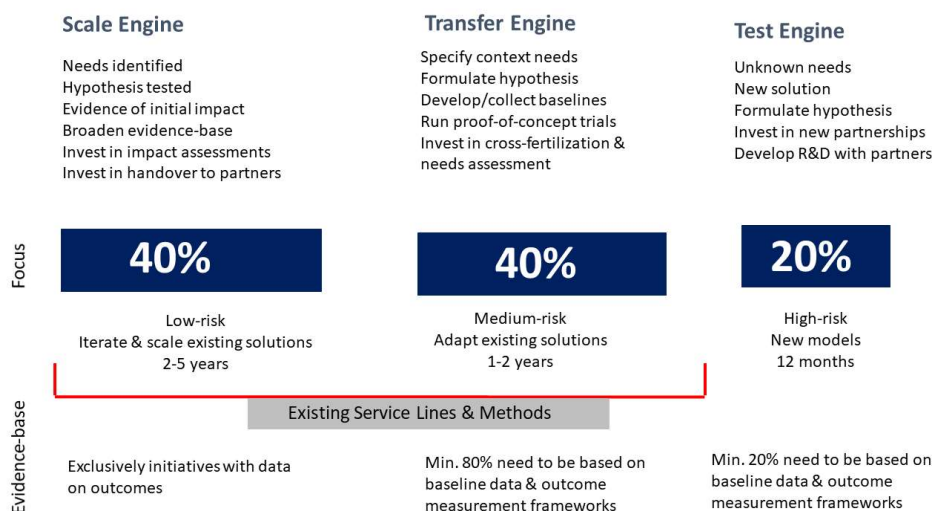 Scale Engine
Needs identified
Hypothesis tested
Evidence of initial impact
Broaden evidence-base
Invest in impact assessments
Invest in handover to partners
Transfer Engine
Specify context needs
Formulate hypothesis
Develop/collect baselines
Run proof-of-concept trials
Invest in cross-fertilization &
needs assessment
Test Engine
Unknown needs
New solution
Formulate hypothesis
Invest in new partnerships
Develop R&D with partners
Focus
40%
40%
20%
Low-risk
Iterate & scale existing solutions
2-5 years
Medium-risk
Adapt existing solutions
1-2 years
High-risk
New models
12 months
Existing Service Lines & Methods
Evidence-base
Exclusively initiatives with data
on outcomes
Min. 80% need to be based on
baseline data & outcome
measurement frameworks
Min. 20% need to be based on
baseline data & outcome
measurement frameworks